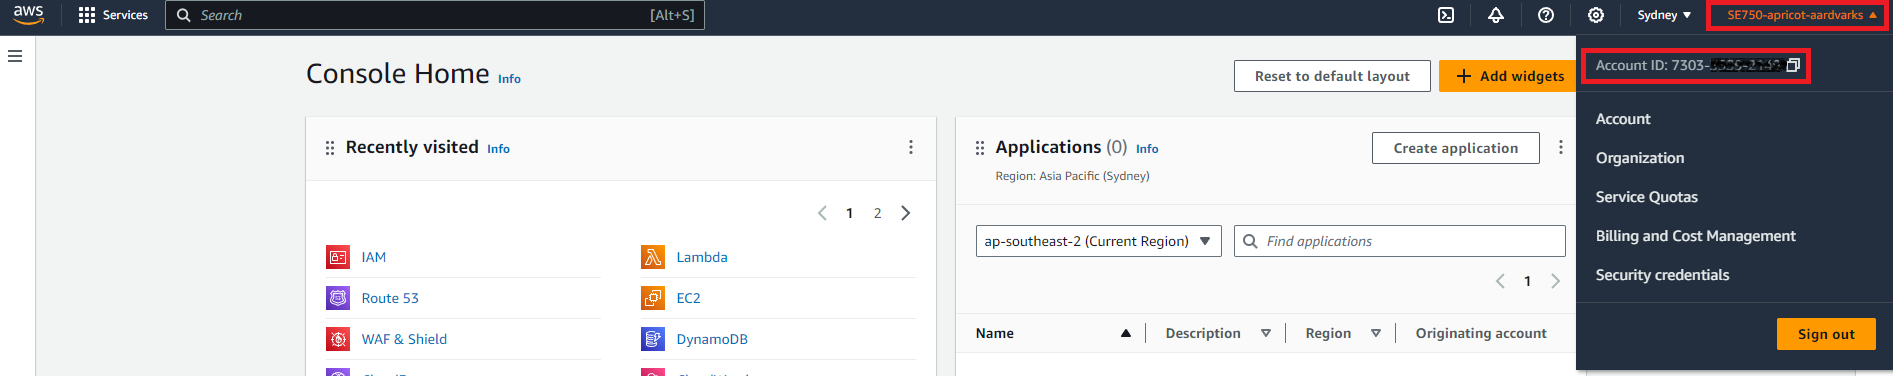 aws
Services
Search
[Alt+S]
Sydney
SE750-apricot-aardvarks
Account ID: 7303-
Console Home
Info
Reset to default layout
Add widgets
Account
Organization
Service Quotas
Billing and Cost Management
Security credentials
Sign out
Recently visited
Info
1
2
IAM
Lambda
Route 53
EC2
WAF & Shield
DynamoDB
Applications (0)
Info
Region: Asia Pacific (Sydney)
Create application
ap-southeast-2 (Current Region)
Find applications
1
Name
Description
Region
Originating account